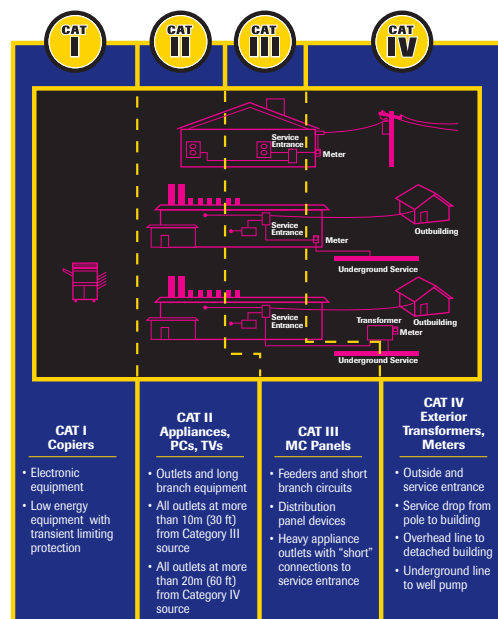 CAT
I
CAT
II
CAT
III
CAT
IV
Service
Entrance
Meter
Service
Entrance
Meter
Outbuilding
Underground Service
Service
Entrance
Transformer
Meter
Outbuilding
Underground Service
CAT I
Copiers
• Electronic
equipment
• Low energy
equipment with
transient limiting
protection
CAT II
Appliances,
PCs, TVs
• Outlets and long
branch equipment
• All outlets at more
than 10m (30 ft)
from Category III
source
• All outlets at more
than 20m (60 ft)
from Category IV
source
CAT III
MC Panels
• Feeders and short
branch circuits
• Distribution
panel devices
• Heavy appliance
outlets with “short”
connections to
service entrance
CAT IV
Exterior
Transformers,
Meters
• Outside and
service entrance
• Service drop from
pole to building
• Overhead line to
detached building
• Underground line
to well pump